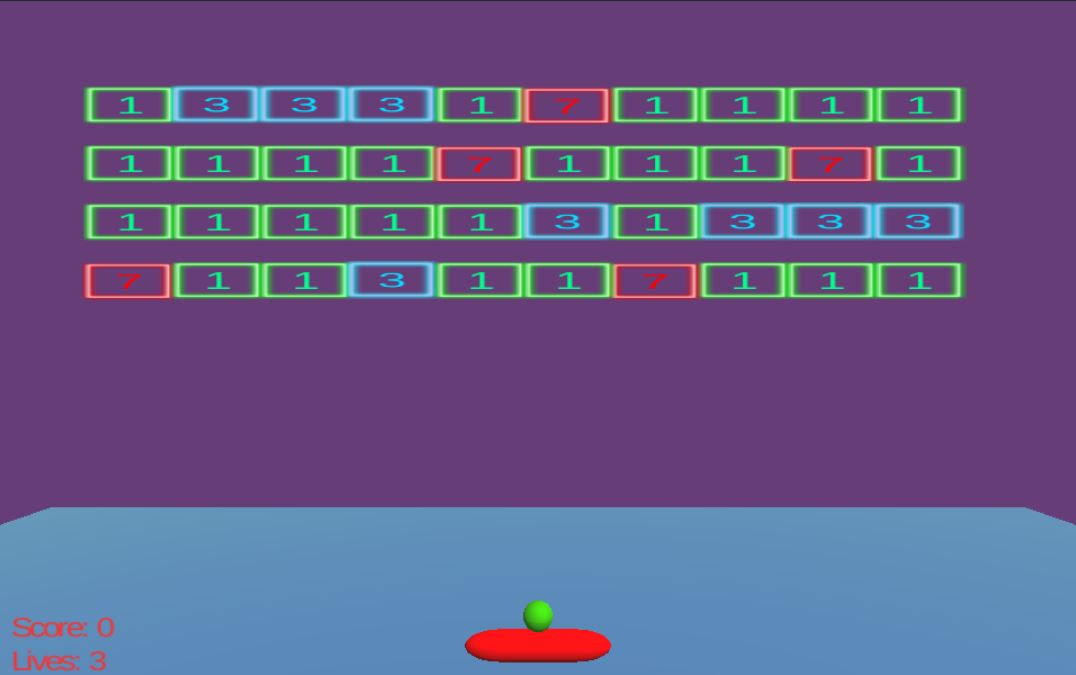 1 3 3 3 1 7 1 1 1 1
1 1 1 1 7 1 1 1 7 1
1 1 1 1 1 3 1 3 3 3
7 1 1 3 1 1 7 1 1 1
Score: 0
Lives: 3